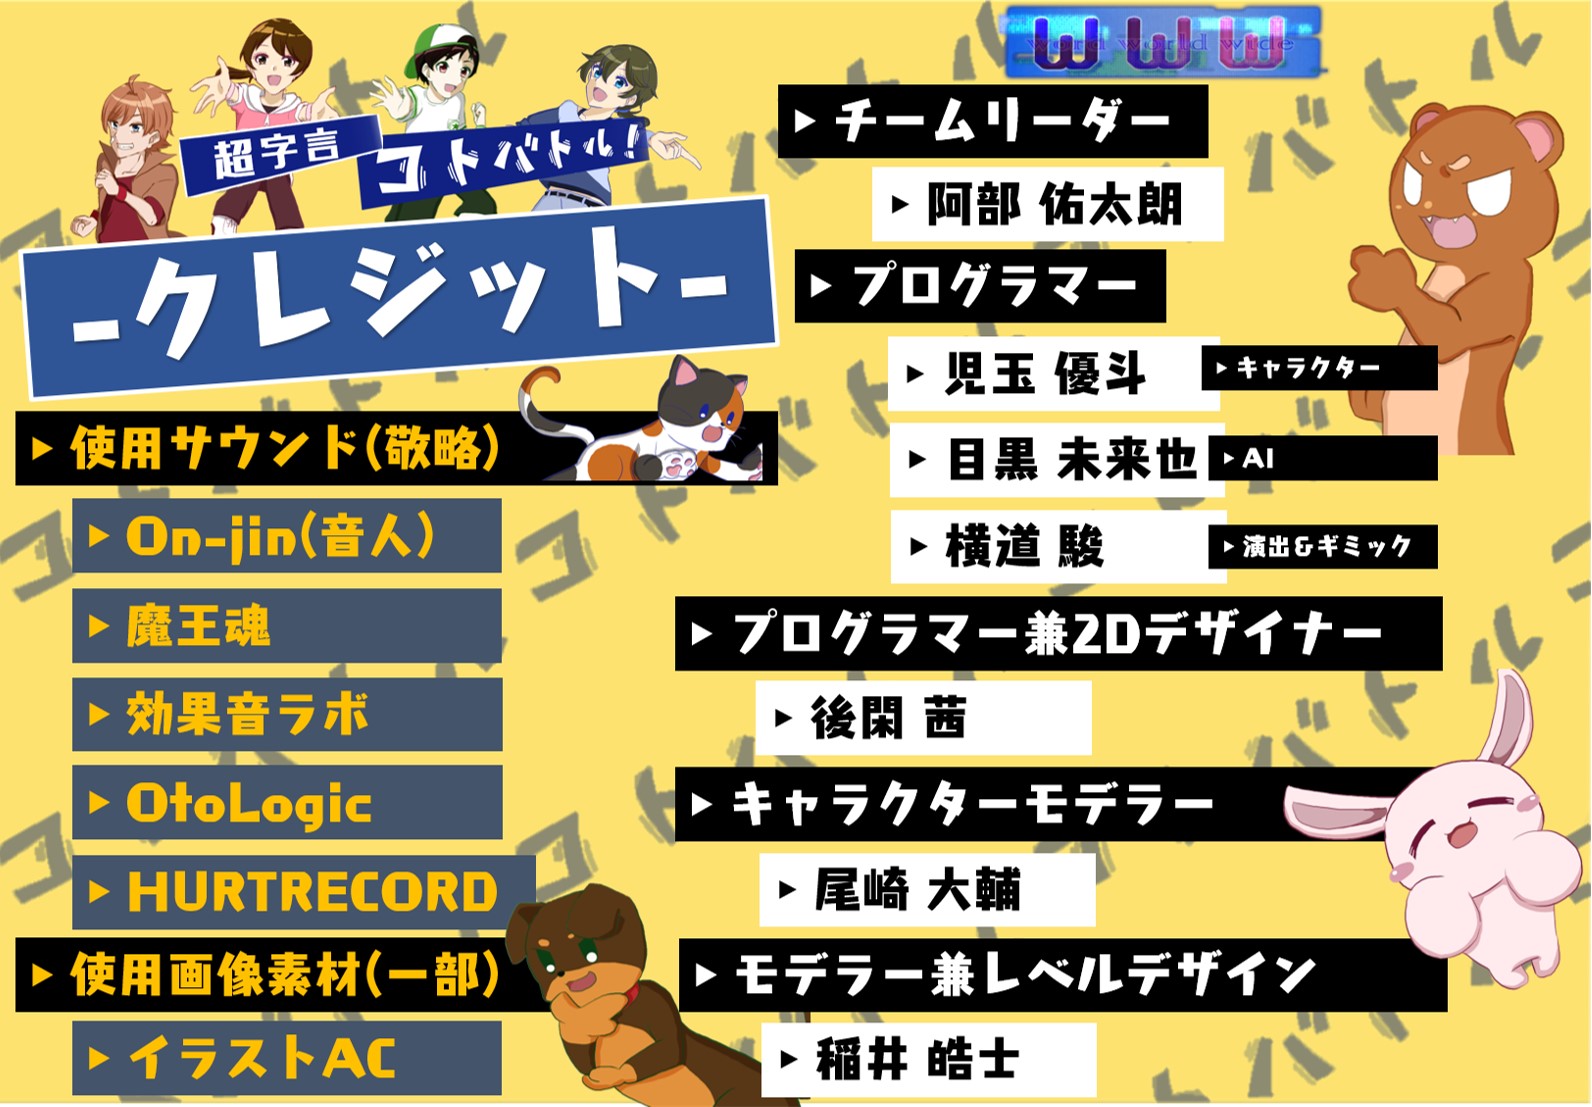 超字言
コトバトル!
-クレジット-
使用サウンド(敬略)
On-jin(音人)
魔王魂
効果音ラボ
OtoLogic
HURTRECORD
使用画像素材(一部)
イラストAC
WWW
word world wide
チームリーダー
阿部 佑太朗
プログラマー
児玉 優斗
キャラクター
目黒 未来也
AI
横道 駿
演出&ギミック
プログラマー兼2Dデザイナー
後閑 茜
キャラクターモデラー
尾崎 大輔
モデラー兼レベルデザイン
稲井 皓士